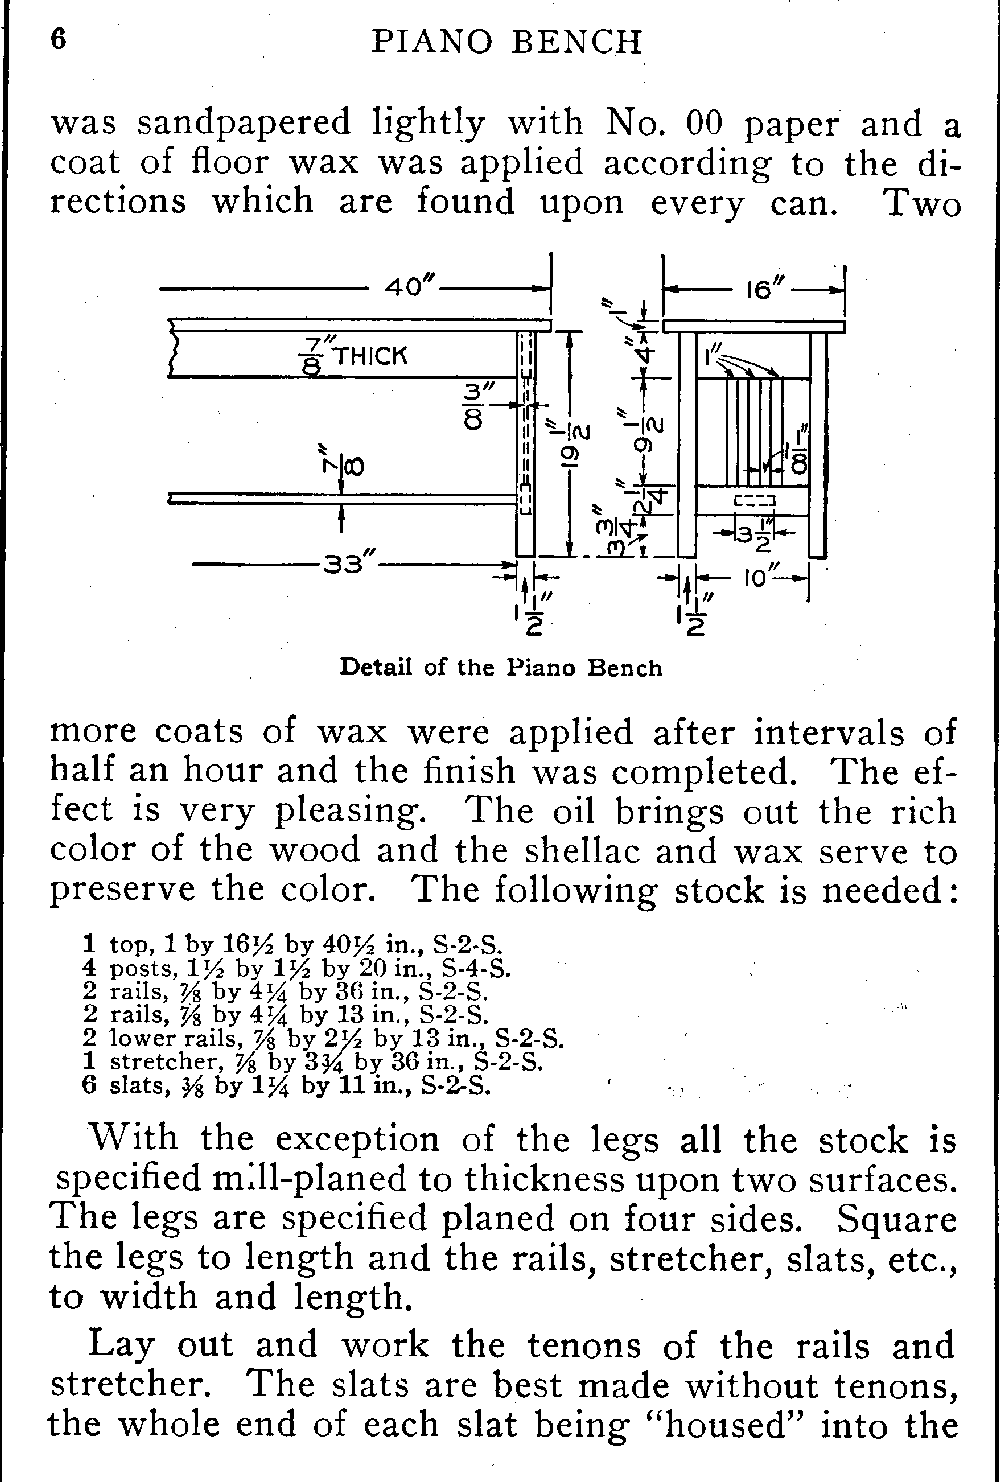 6 PIANO BENCH
was sandpapered lightly with No. 00 paper and a
coat of floor wax was applied according to the di-
rections which are found upon every can. Two
40″
16″
1″
7/8″ THICK
4″
1″
3/8″
19 1/2″
9 1/2″
7/8″
1 1/8″
2 1/4″
3 3/4″
3 1/2″
33″
10″
1 1/2″
1 1/2″
Detail of the Piano Bench
more coats of wax were applied after intervals of
half an hour and the finish was completed. The ef-
fect is very pleasing. The oil brings out the rich
color of the wood and the shellac and wax serve to
preserve the color. The following stock is needed:
1 top, 1 by 16½ by 40½ in., S-2-S.
4 posts, 1½ by 1½ by 20 in., S-4-S.
2 rails, ⅞ by 4¼ by 36 in., S-2-S.
2 rails, ⅞ by 4¼ by 13 in., S-2-S.
2 lower rails, ⅞ by 2½ by 13 in., S-2-S.
1 stretcher, ⅞ by 3¾ by 36 in., S-2-S.
6 slats, ⅜ by 1¼ by 11 in., S-2-S.
With the exception of the legs all the stock is
specified mill-planed to thickness upon two surfaces.
The legs are specified planed on four sides. Square
the legs to length and the rails, stretcher, slats, etc.,
to width and length.
Lay out and work the tenons of the rails and
stretcher. The slats are best made without tenons,
the whole end of each slat being “housed” into the